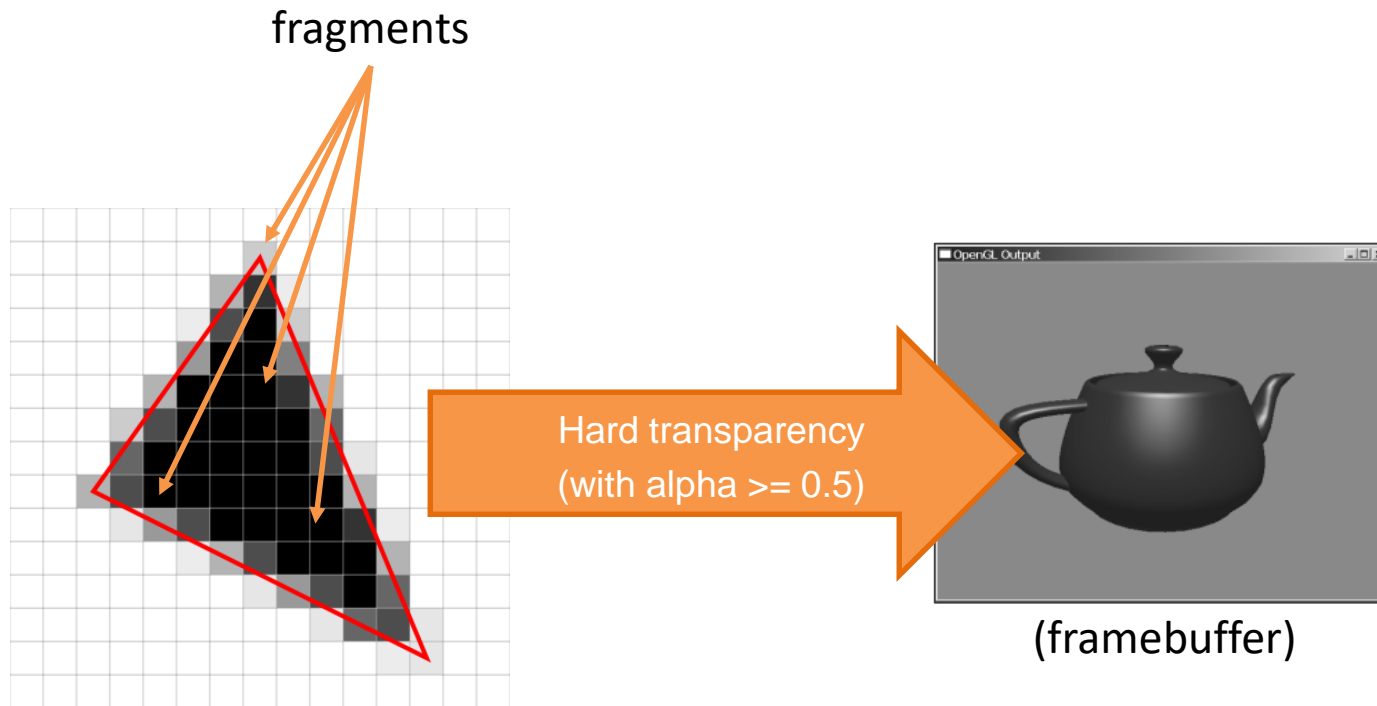 fragments
OpenGL Output
Hard transparency
(with alpha >= 0.5)
(framebuffer)